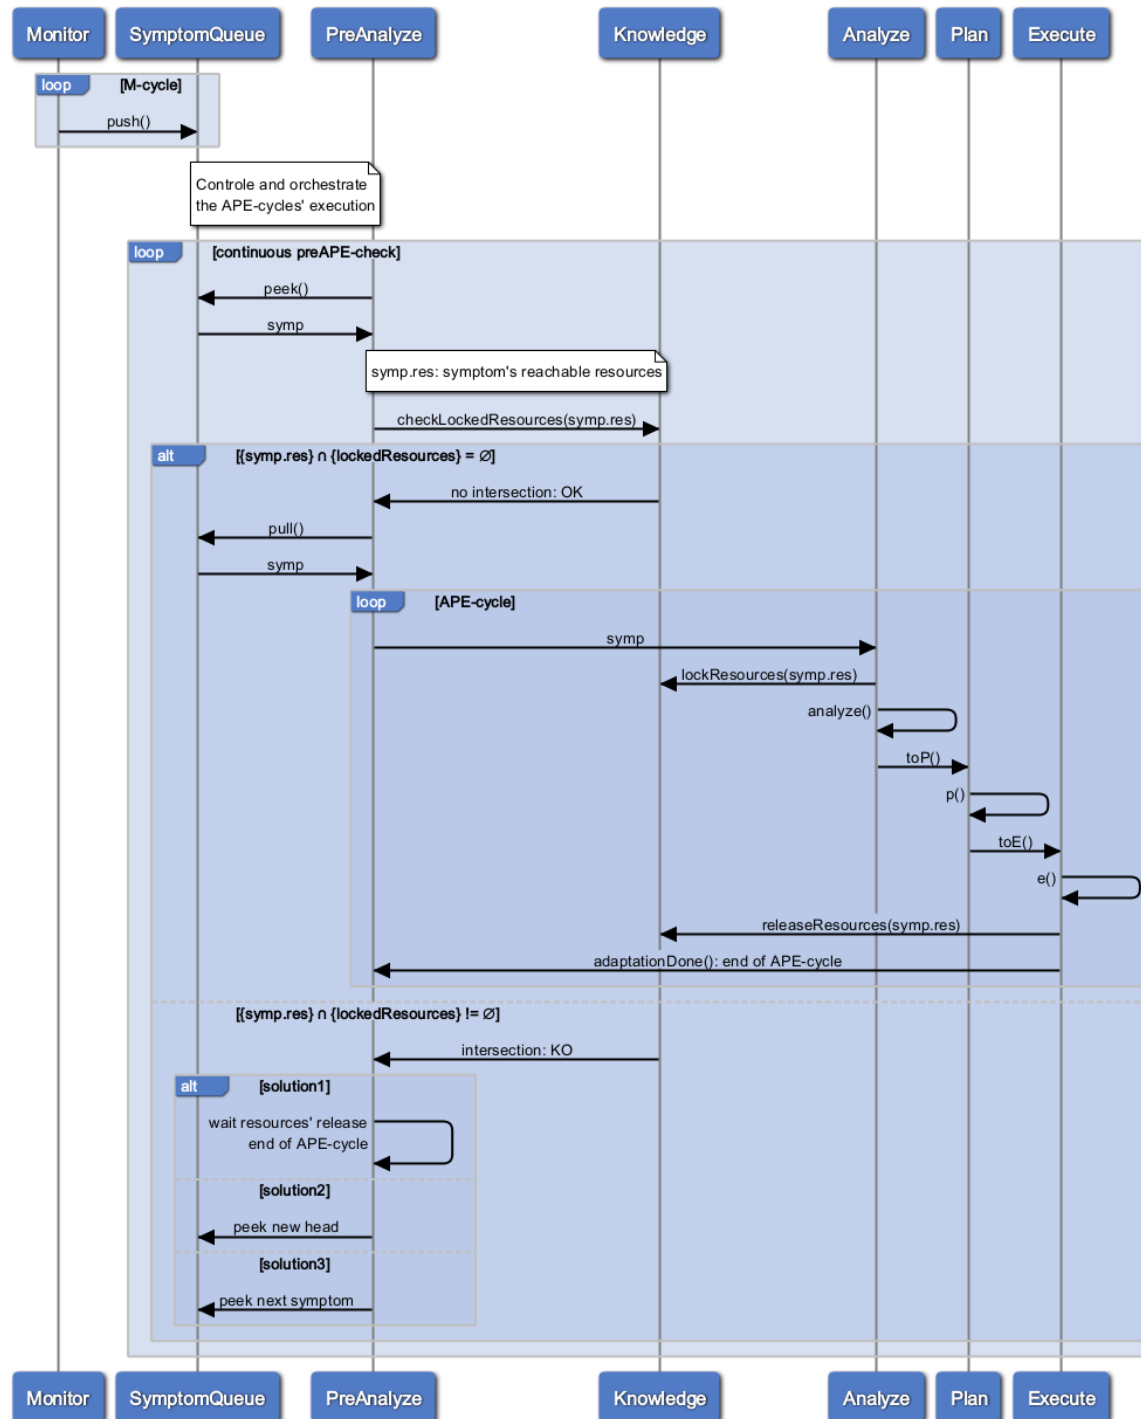 Monitor SymptomQueue PreAnalyze Knowledge Analyze Plan Execute
loop [M-cycle]
push()
Controle and orchestrate
the APE-cycles' execution
loop [continuous preAPE-check]
peek()
symp
symp.res: symptom's reachable resources
checkLockedResources(symp.res)
alt [{symp.res} ∩ {lockedResources} = ∅]
no intersection: OK
pull()
symp
loop [APE-cycle]
symp
lockResources(symp.res)
analyze()
toP()
p()
toE()
e()
releaseResources(symp.res)
adaptationDone(): end of APE-cycle
[{symp.res} ∩ {lockedResources} != ∅]
intersection: KO
alt [solution1]
wait resources' release
end of APE-cycle
[solution2]
peek new head
[solution3]
peek next symptom
Monitor SymptomQueue PreAnalyze Knowledge Analyze Plan Execute